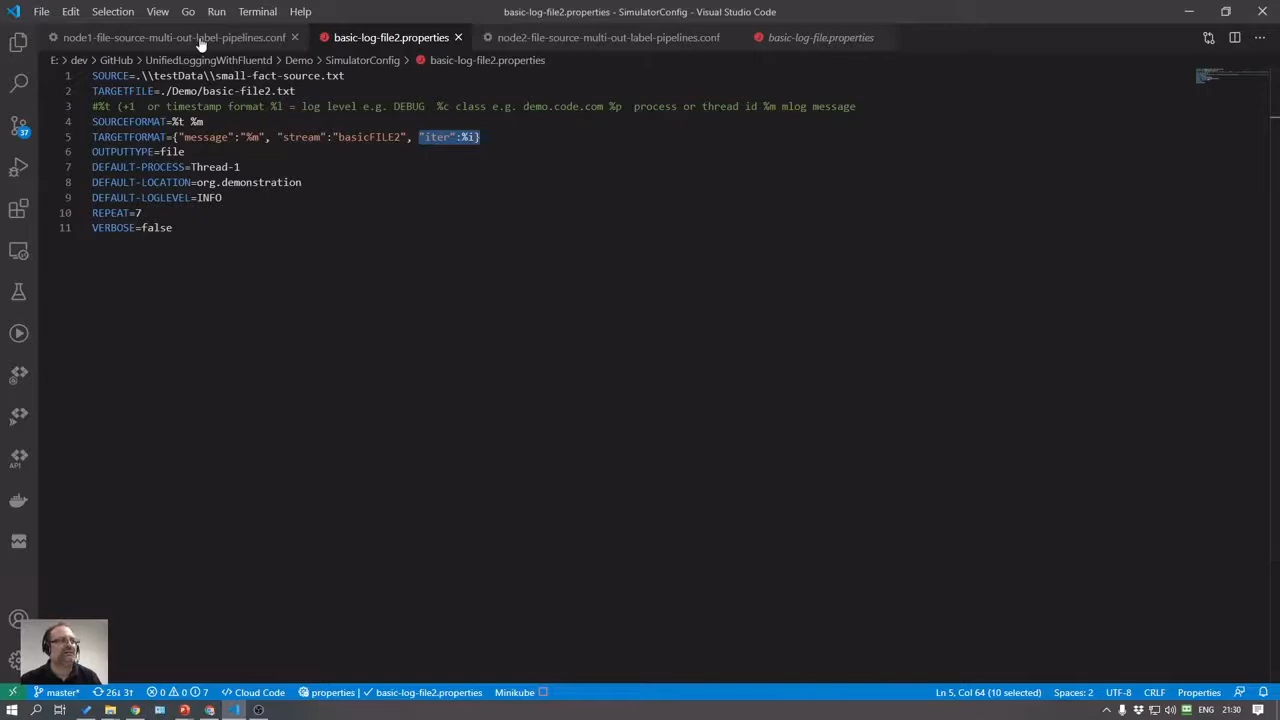 File Edit Selection View Go Run Terminal Help
basic-log-file2.properties - SimulatorConfig - Visual Studio Code
node1-file-source-multi-out-label-pipelines.conf
basic-log-file2.properties
node2-file-source-multi-out-label-pipelines.conf
basic-log-file.properties
E: > dev > GitHub > UnifiedLoggingWithFluentd > Demo > SimulatorConfig > basic-log-file2.properties
1 SOURCE=.\\testData\\small-fact-source.txt
2 TARGETFILE=./Demo/basic-file2.txt
3 #%t (+1  or timestamp format %l = log level e.g. DEBUG  %c class e.g. demo.code.com %p  process or thread id %m mlog message
4 SOURCEFORMAT=%t %m
5 TARGETFORMAT={"message":"%m", "stream":"basicFILE2", "iter":%i}
6 OUTPUTTYPE=file
7 DEFAULT-PROCESS=Thread-1
8 DEFAULT-LOCATION=org.demonstration
9 DEFAULT-LOGLEVEL=INFO
10 REPEAT=7
11 VERBOSE=false
37
API
master* 26↓ 3↑ 0 0 7 Cloud Code properties | ✓ basic-log-file2.properties Minikube
Ln 5, Col 64 (10 selected) Spaces: 2 UTF-8 CRLF Properties
ENG 21:30